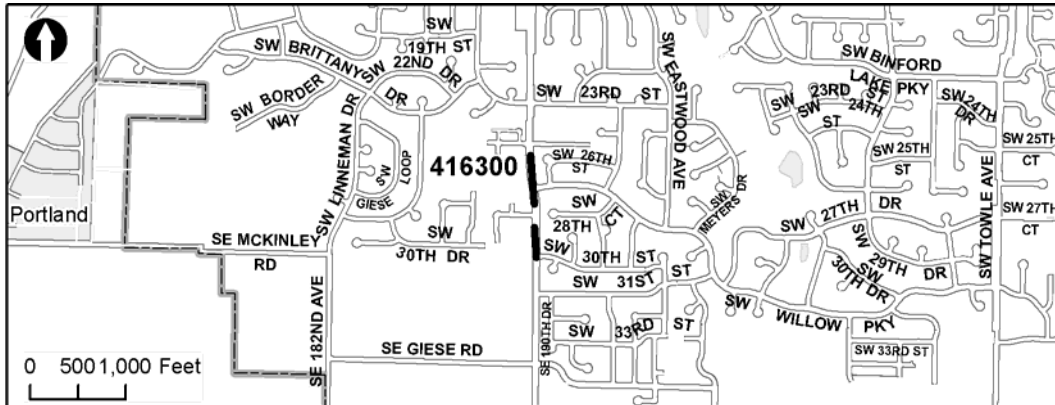 SW
SW BRITTANY
19TH ST
22ND
SW
DR
DR
SW BORDER
WAY
SW LINNEMAN DR
SW
LOOP
GIESE
416300
SW 23RD ST
SW EASTWOOD AVE
SW 26TH
ST
SW
28TH
CT
SW
30TH ST
SW 31ST ST
SW 30TH DR
SW MEYERS DR
SW BINFORD
LAKE PKY
SW 23RD ST
SW 24TH
ST
SW 24TH
DR
SW 25TH
CT
SW 25TH
ST
SW 27TH DR
SW 27TH
CT
SW TOWLE AVE
SW 29TH DR
SW
30TH DR
Portland
SE MCKINLEY
RD
SE 182ND AVE
SE GIESE RD
SE 190TH DR
SW 33RD ST
SW WILLOW PKY
SW 33RD ST
0 500 1,000 Feet